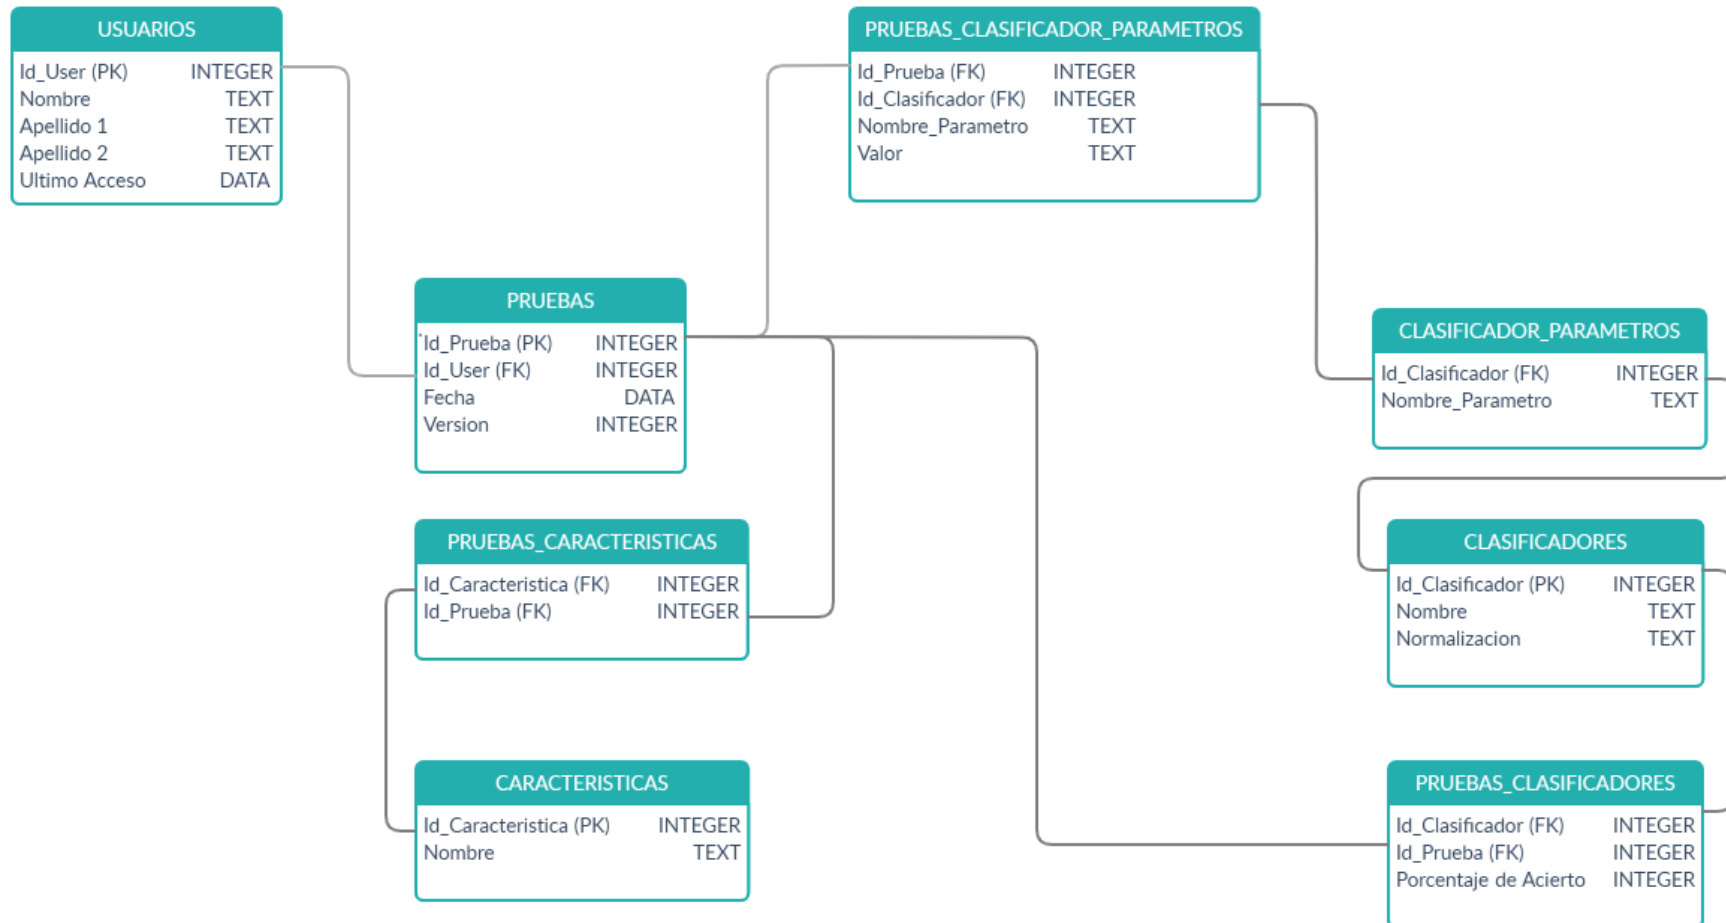 USUARIOS
Id_User (PK) INTEGER
Nombre TEXT
Apellido 1 TEXT
Apellido 2 TEXT
Ultimo Acceso DATA
PRUEBAS_CLASIFICADOR_PARAMETROS
Id_Prueba (FK) INTEGER
Id_Clasificador (FK) INTEGER
Nombre_Parametro TEXT
Valor TEXT
PRUEBAS
Id_Prueba (PK) INTEGER
Id_User (FK) INTEGER
Fecha DATA
Version INTEGER
CLASIFICADOR_PARAMETROS
Id_Clasificador (FK) INTEGER
Nombre_Parametro TEXT
PRUEBAS_CARACTERISTICAS
Id_Caracteristica (FK) INTEGER
Id_Prueba (FK) INTEGER
CLASIFICADORES
Id_Clasificador (PK) INTEGER
Nombre TEXT
Normalizacion TEXT
CARACTERISTICAS
Id_Caracteristica (PK) INTEGER
Nombre TEXT
PRUEBAS_CLASIFICADORES
Id_Clasificador (FK) INTEGER
Id_Prueba (FK) INTEGER
Porcentaje de Acierto INTEGER